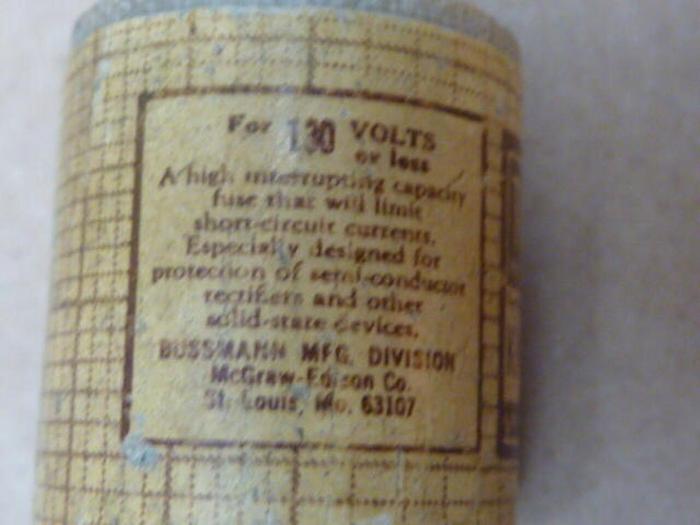 For 130 VOLTS
or less
A high interrupting capacity
fuse that will limit
short-circuit currents.
Especially designed for
protection of semi-conductor
rectifiers and other
solid-state devices.
BUSSMANN MFG. DIVISION
McGraw-Edison Co.
St. Louis, Mo. 63107